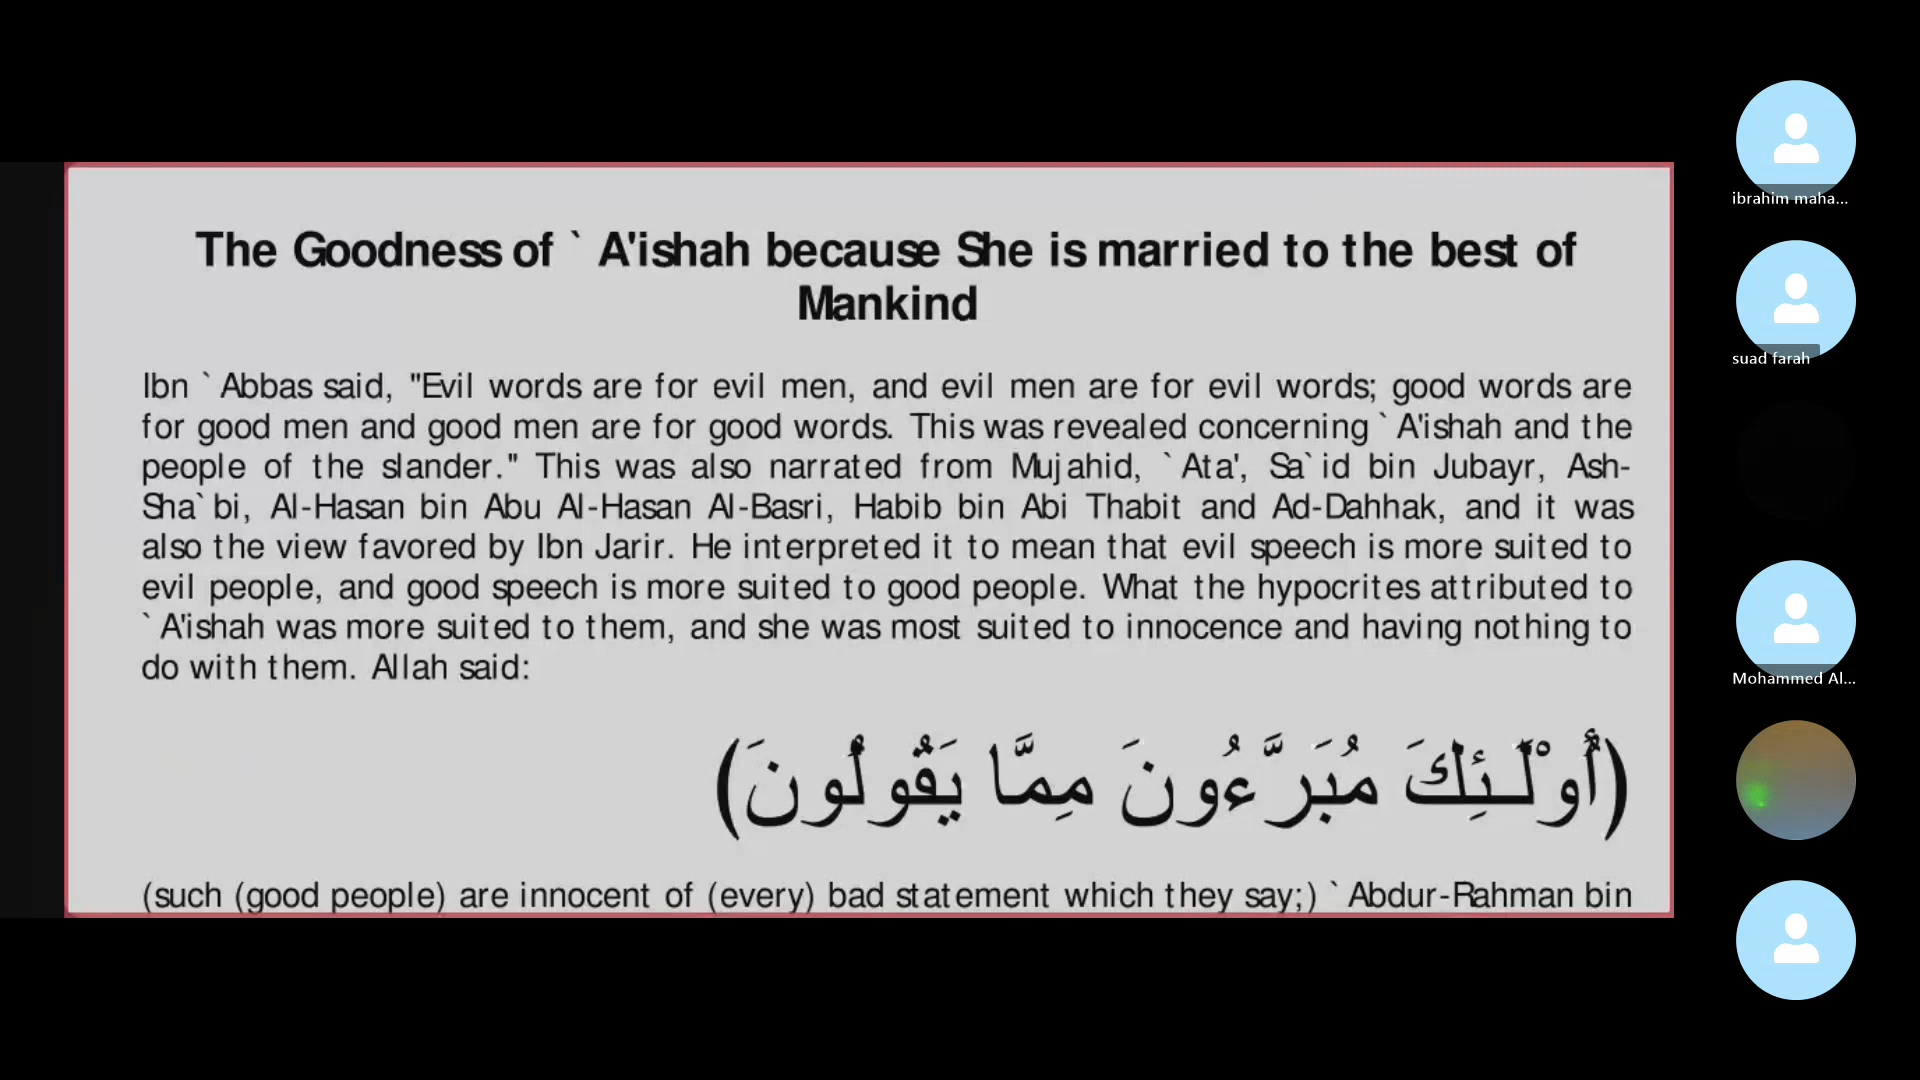 The Goodness of ` A'ishah because She is married to the best of
Mankind
Ibn ` Abbas said, "Evil words are for evil men, and evil men are for evil words; good words are
for good men and good men are for good words. This was revealed concerning ` A'ishah and the
people of the slander." This was also narrated from Mujahid, ` Ata', Sa` id bin Jubayr, Ash-
Sha` bi, Al-Hasan bin Abu Al-Hasan Al-Basri, Habib bin Abi Thabit and Ad-Dahhak, and it was
also the view favored by Ibn Jarir. He interpreted it to mean that evil speech is more suited to
evil people, and good speech is more suited to good people. What the hypocrites attributed to
` A'ishah was more suited to them, and she was most suited to innocence and having nothing to
do with them. Allah said:
(أُوْلَـئِكَ مُبَرَّءُونَ مِمَّا يَقُولُونَ)
(such (good people) are innocent of (every) bad statement which they say;) ` Abdur-Rahman bin
ibrahim maha...
suad farah
Mohammed Al...